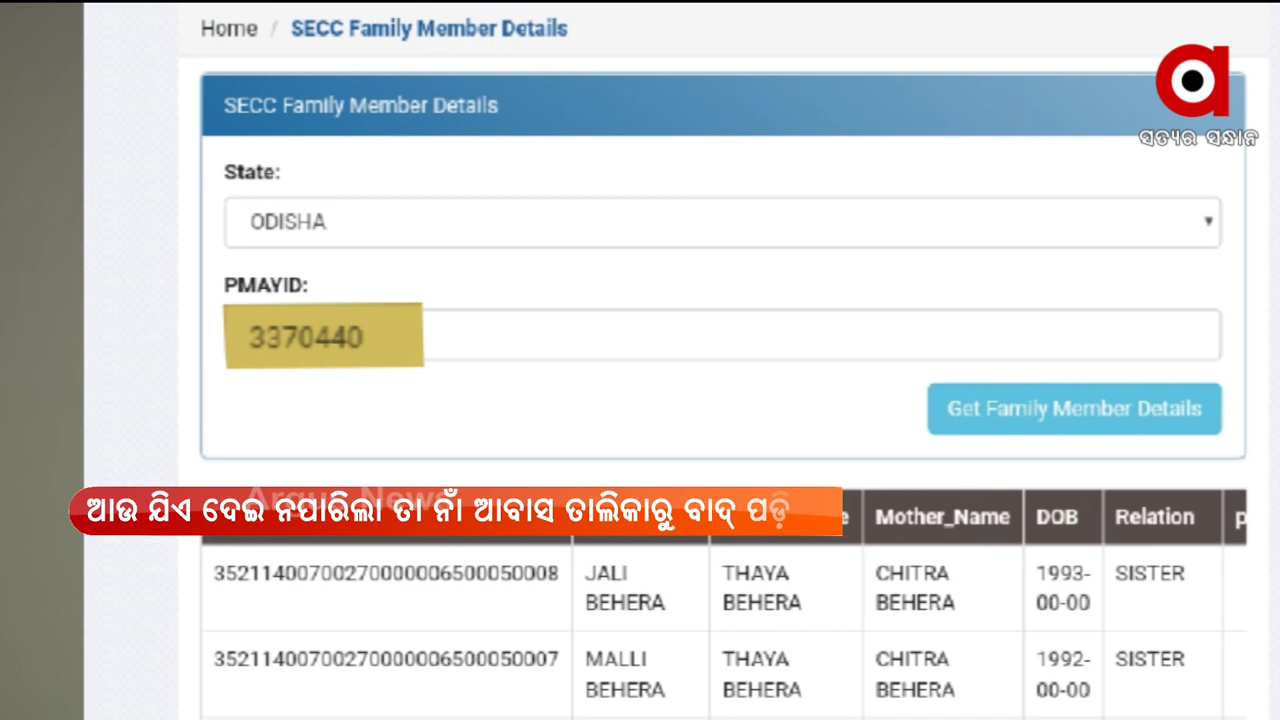 Home / SECC Family Member Details
SECC Family Member Details
ସତ୍ୟର ସନ୍ଧାନ
State:
ODISHA
PMAYID:
3370440
Get Family Member Details
ଆଉ ଯିଏ ଦେଇ ନପାରିଲା ତା ନାଁ ଆବାସ ତାଲିକାରୁ ବାଦ୍ ପଡ଼ି
Mother_Name DOB Relation
35211400700270000006500050008 JALI BEHERA THAYA BEHERA CHITRA BEHERA 1993-00-00 SISTER
35211400700270000006500050007 MALLI BEHERA THAYA BEHERA CHITRA BEHERA 1992-00-00 SISTER